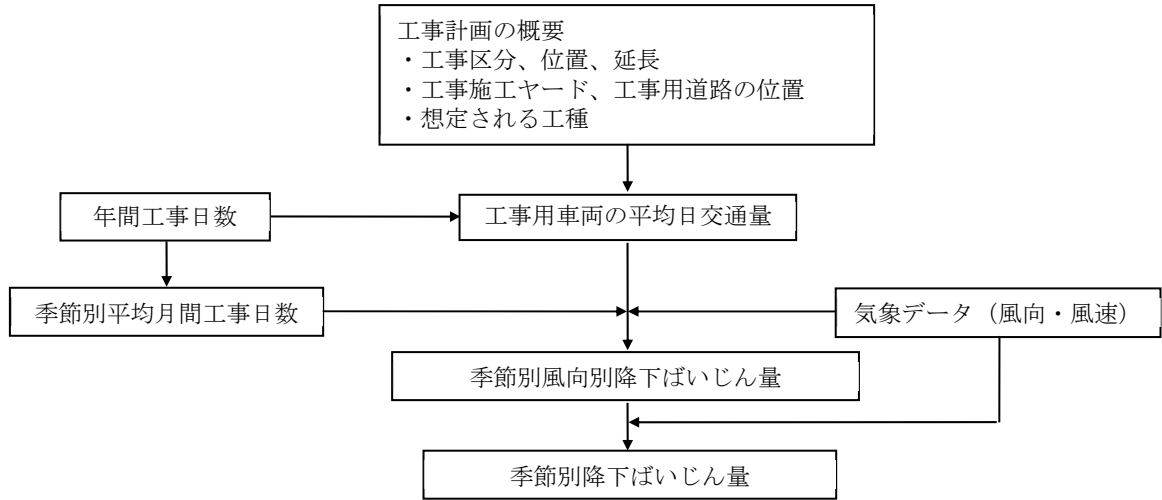 工事計画の概要
・工事区分、位置、延長
・工事施工ヤード、工事用道路の位置
・想定される工種
年間工事日数
工事用車両の平均日交通量
季節別平均月間工事日数
気象データ（風向・風速）
季節別風向別降下ばいじん量
季節別降下ばいじん量